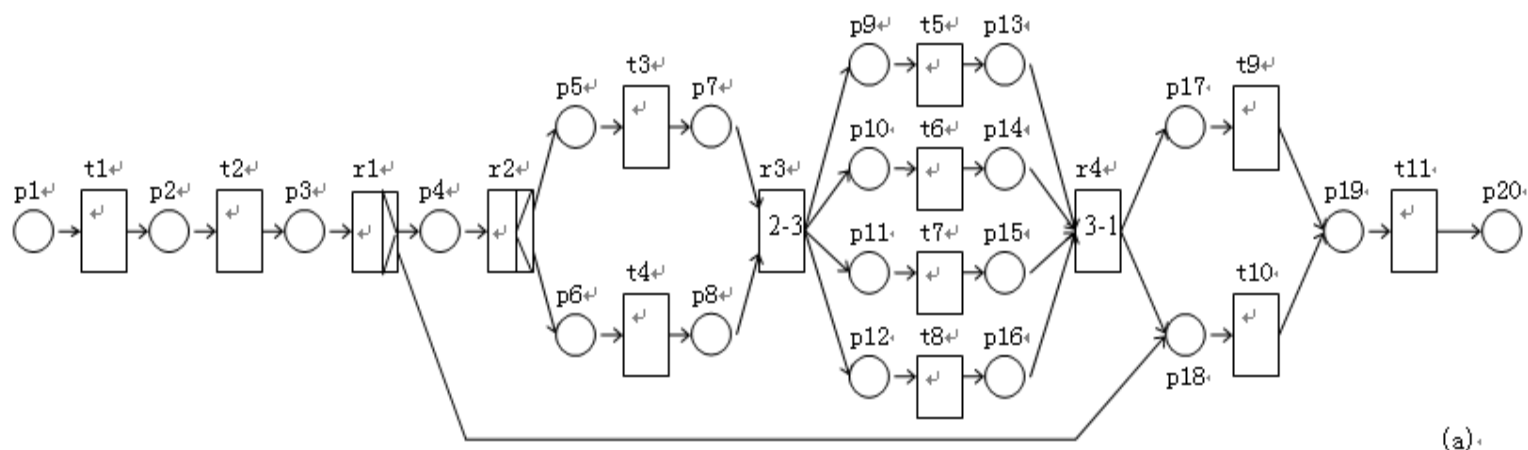 p9↵ t5↵ p13
t3↵
p5↵ p7↵ p17 t9↵
p10 t6↵ p14
t1↵ t2↵ r1↵ r2↵ r3↵ r4↵ t11
p1↵ p2↵ p3↵ p4↵ p19 p20
2-3 3-1
p11 t7↵ p15
t4↵ t10
p6↵ p8↵
p12 t8↵ p16
p18
(a)